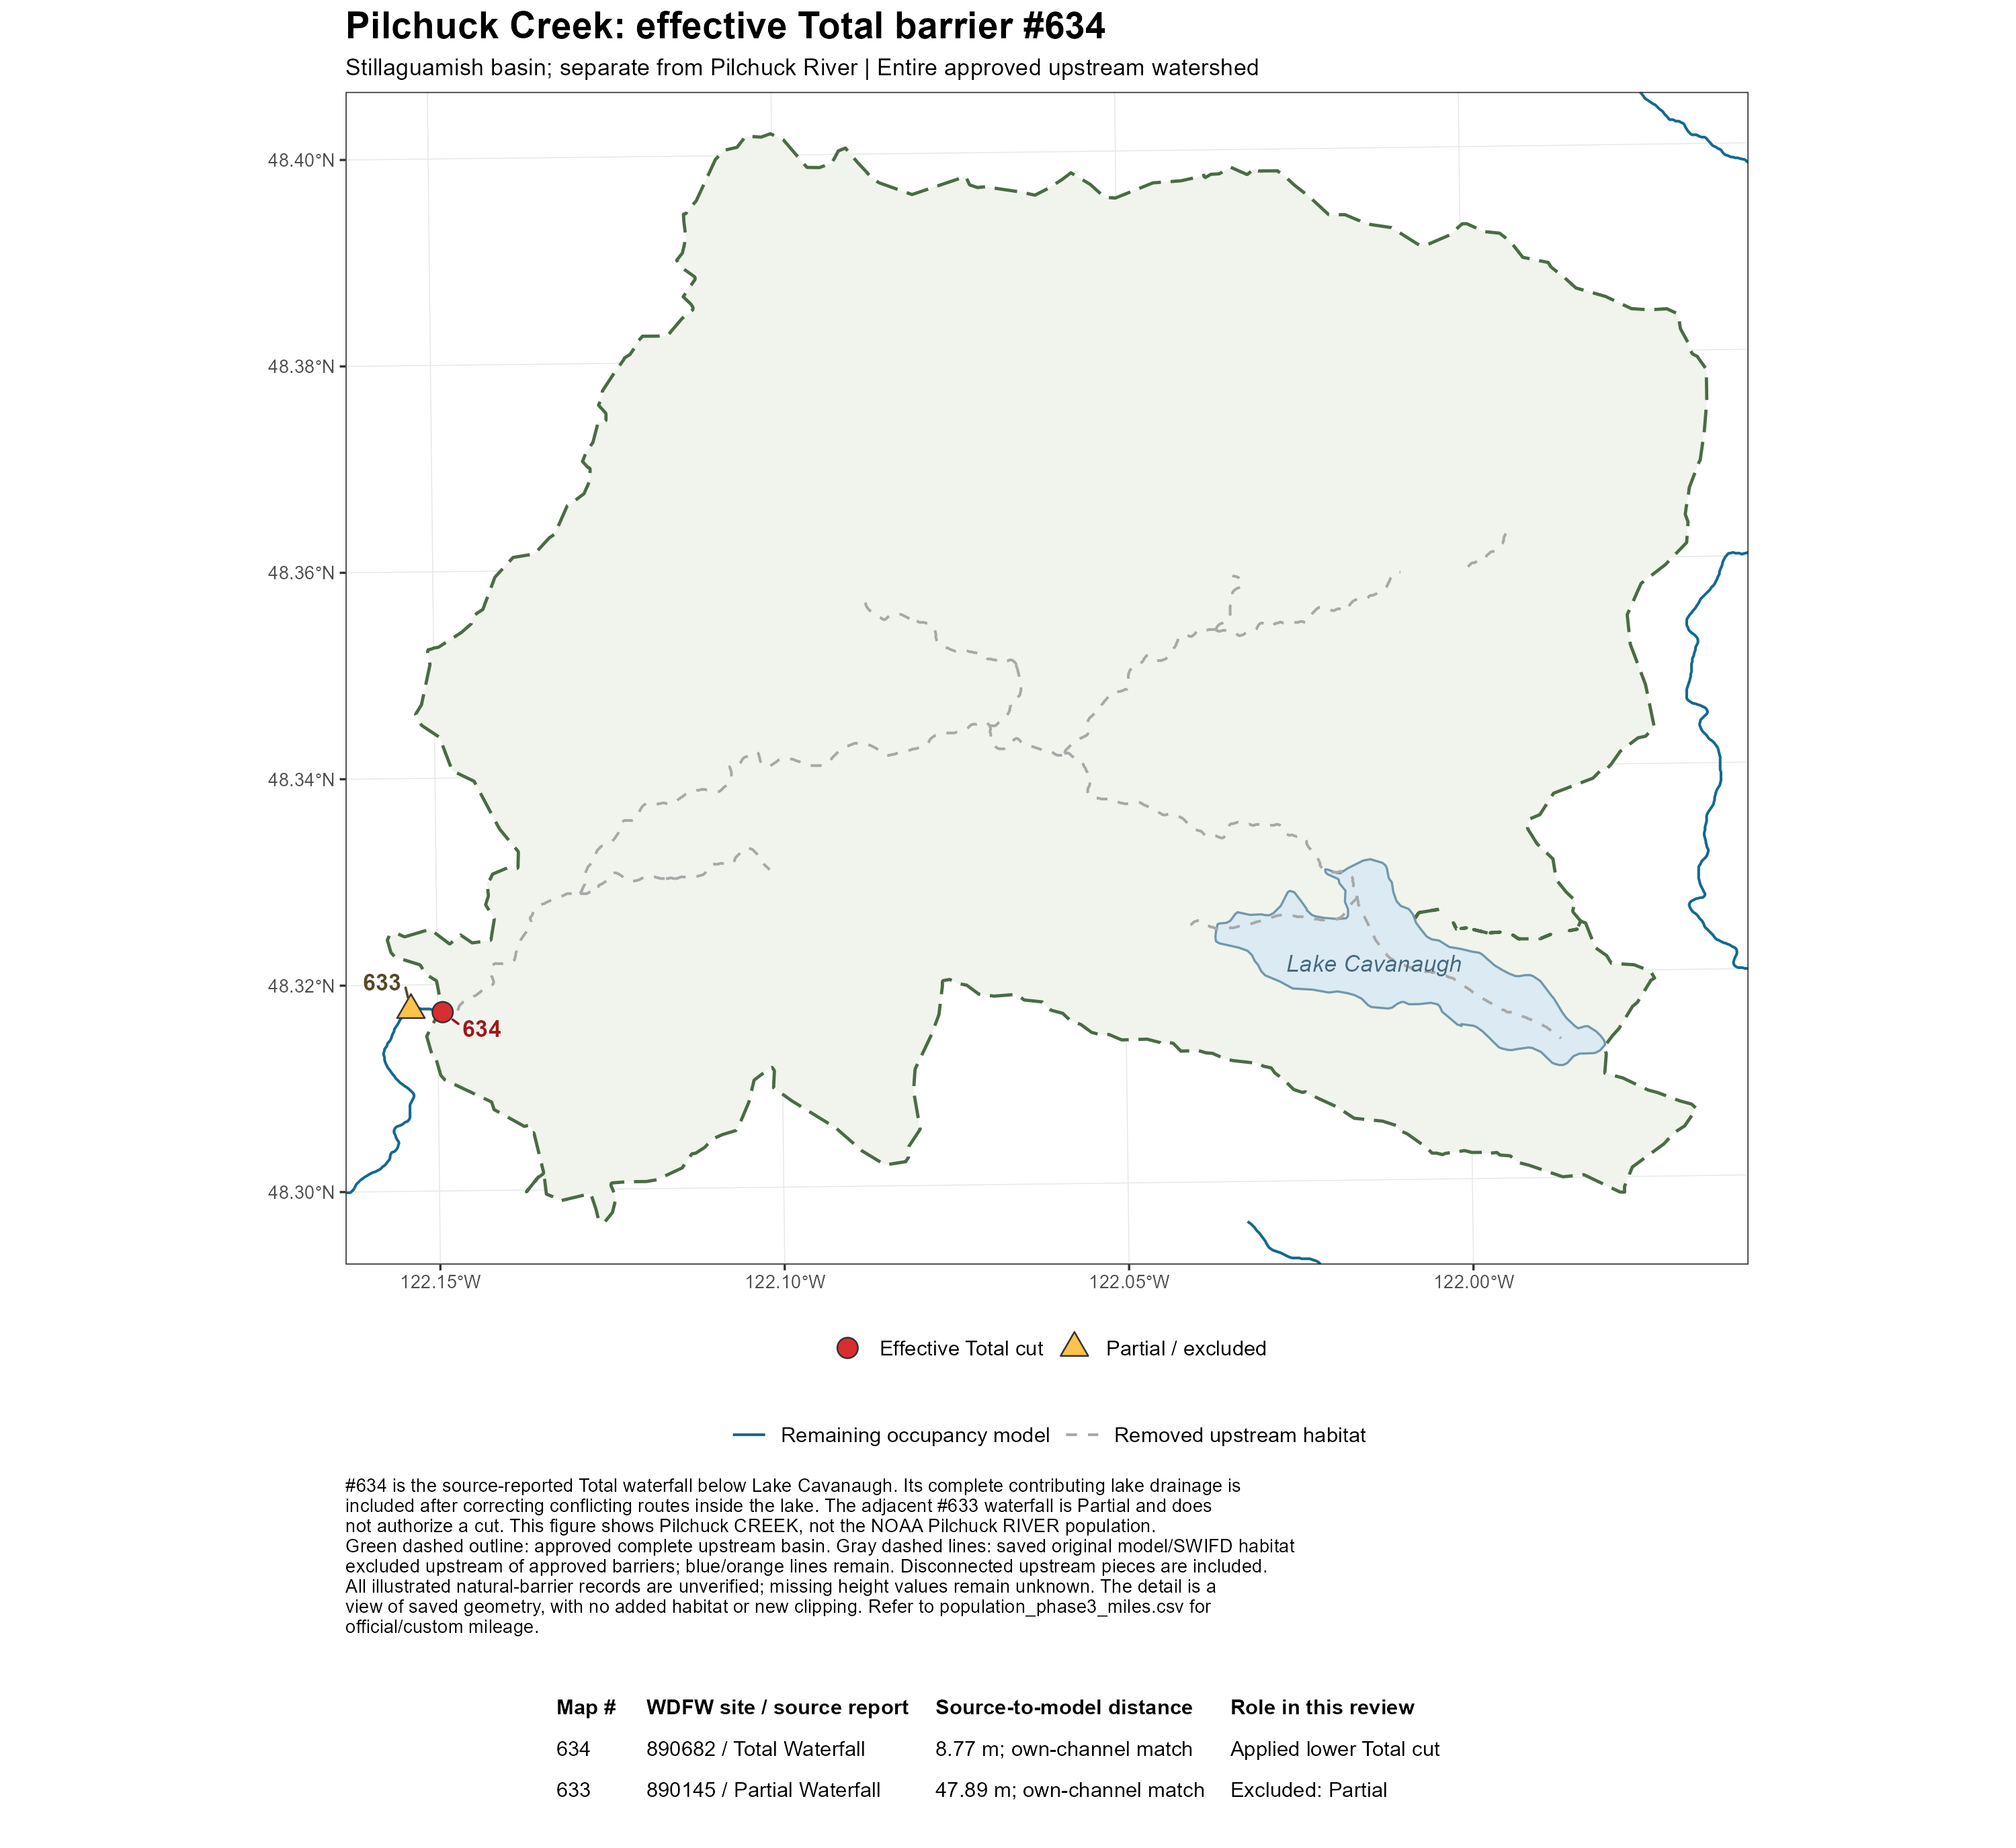 Pilchuck Creek: effective Total barrier #634
Stillaguamish basin; separate from Pilchuck River | Entire approved upstream watershed
48.40°N
48.38°N
48.36°N
48.34°N
48.32°N
48.30°N
633
634
Lake Cavanaugh
122.15°W
122.10°W
122.05°W
122.00°W
Effective Total cut
Partial / excluded
Remaining occupancy model
Removed upstream habitat
#634 is the source-reported Total waterfall below Lake Cavanaugh. Its complete contributing lake drainage is
included after correcting conflicting routes inside the lake. The adjacent #633 waterfall is Partial and does
not authorize a cut. This figure shows Pilchuck CREEK, not the NOAA Pilchuck RIVER population.
Green dashed outline: approved complete upstream basin. Gray dashed lines: saved original model/SWIFD habitat
excluded upstream of approved barriers; blue/orange lines remain. Disconnected upstream pieces are included.
All illustrated natural-barrier records are unverified; missing height values remain unknown. The detail is a
view of saved geometry, with no added habitat or new clipping. Refer to population_phase3_miles.csv for
official/custom mileage.
Map # WDFW site / source report Source-to-model distance Role in this review
634 890682 / Total Waterfall 8.77 m; own-channel match Applied lower Total cut
633 890145 / Partial Waterfall 47.89 m; own-channel match Excluded: Partial